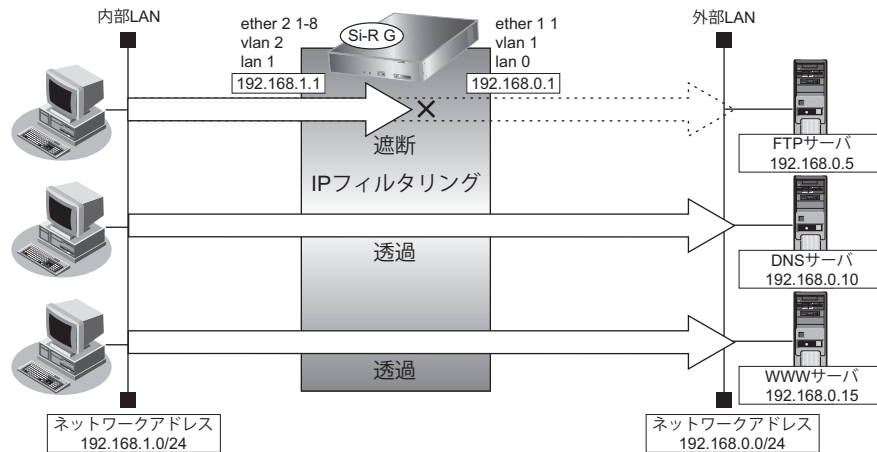 内部LAN
外部LAN
ether 2 1-8
vlan 2
lan 1
192.168.1.1
Si-R G
ether 1 1
vlan 1
lan 0
192.168.0.1
遮断
IPフィルタリング
透過
透過
FTPサーバ
192.168.0.5
DNSサーバ
192.168.0.10
WWWサーバ
192.168.0.15
ネットワークアドレス
192.168.1.0/24
ネットワークアドレス
192.168.0.0/24